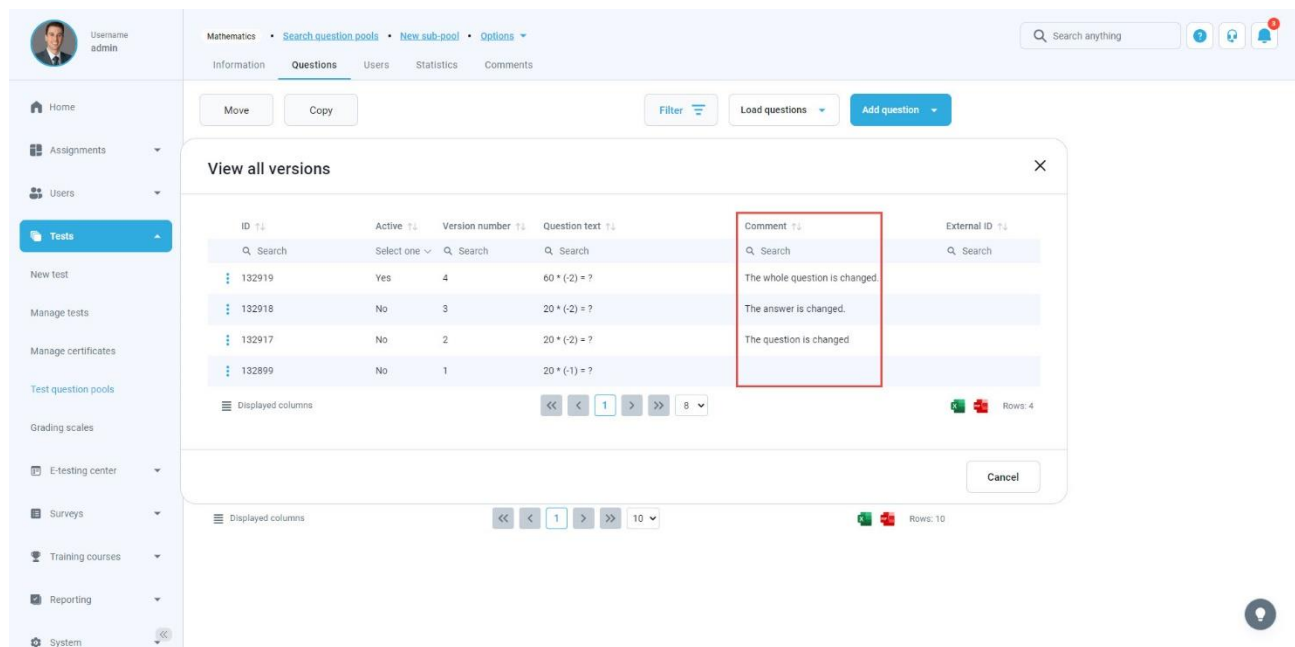 Username
admin
Mathematics • Search question pools • New sub-pool • Options
Search anything
3
Information Questions Users Statistics Comments
Home
Assignments
Users
Tests
New test
Manage tests
Manage certificates
Test question pools
Grading scales
E-testing center
Surveys
Training courses
Reporting
System
Move Copy Filter Load questions Add question
View all versions
ID Active Version number Question text Comment External ID
Search Select one Search Search Search Search
132919 Yes 4 60 * (-2) = ? The whole question is changed.
132918 No 3 20 * (-2) = ? The answer is changed.
132917 No 2 20 * (-2) = ? The question is changed
132899 No 1 20 * (-1) = ?
Displayed columns << < 1 > >> 8 Rows: 4
Cancel
Displayed columns << < 1 > >> 10 Rows: 10